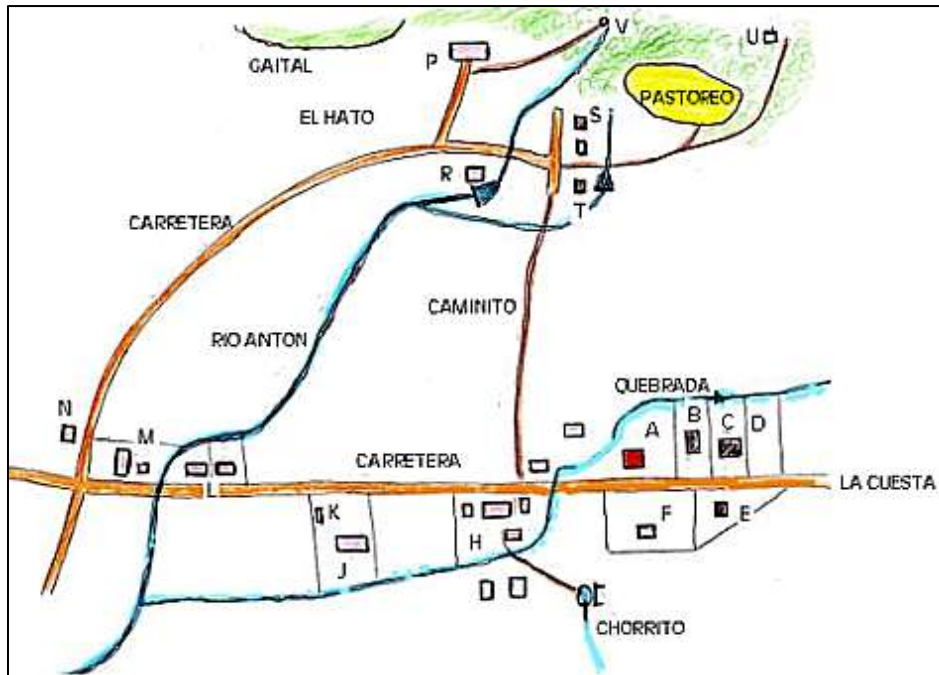 V
U
P
GAITAL
PASTOREO
EL HATO
S
R
T
CARRETERA
CAMINITO
RIO ANTON
QUEBRADA
N
M
A
B
C
D
CARRETERA
L
LA CUESTA
K
F
E
H
J
I
CHORRITO